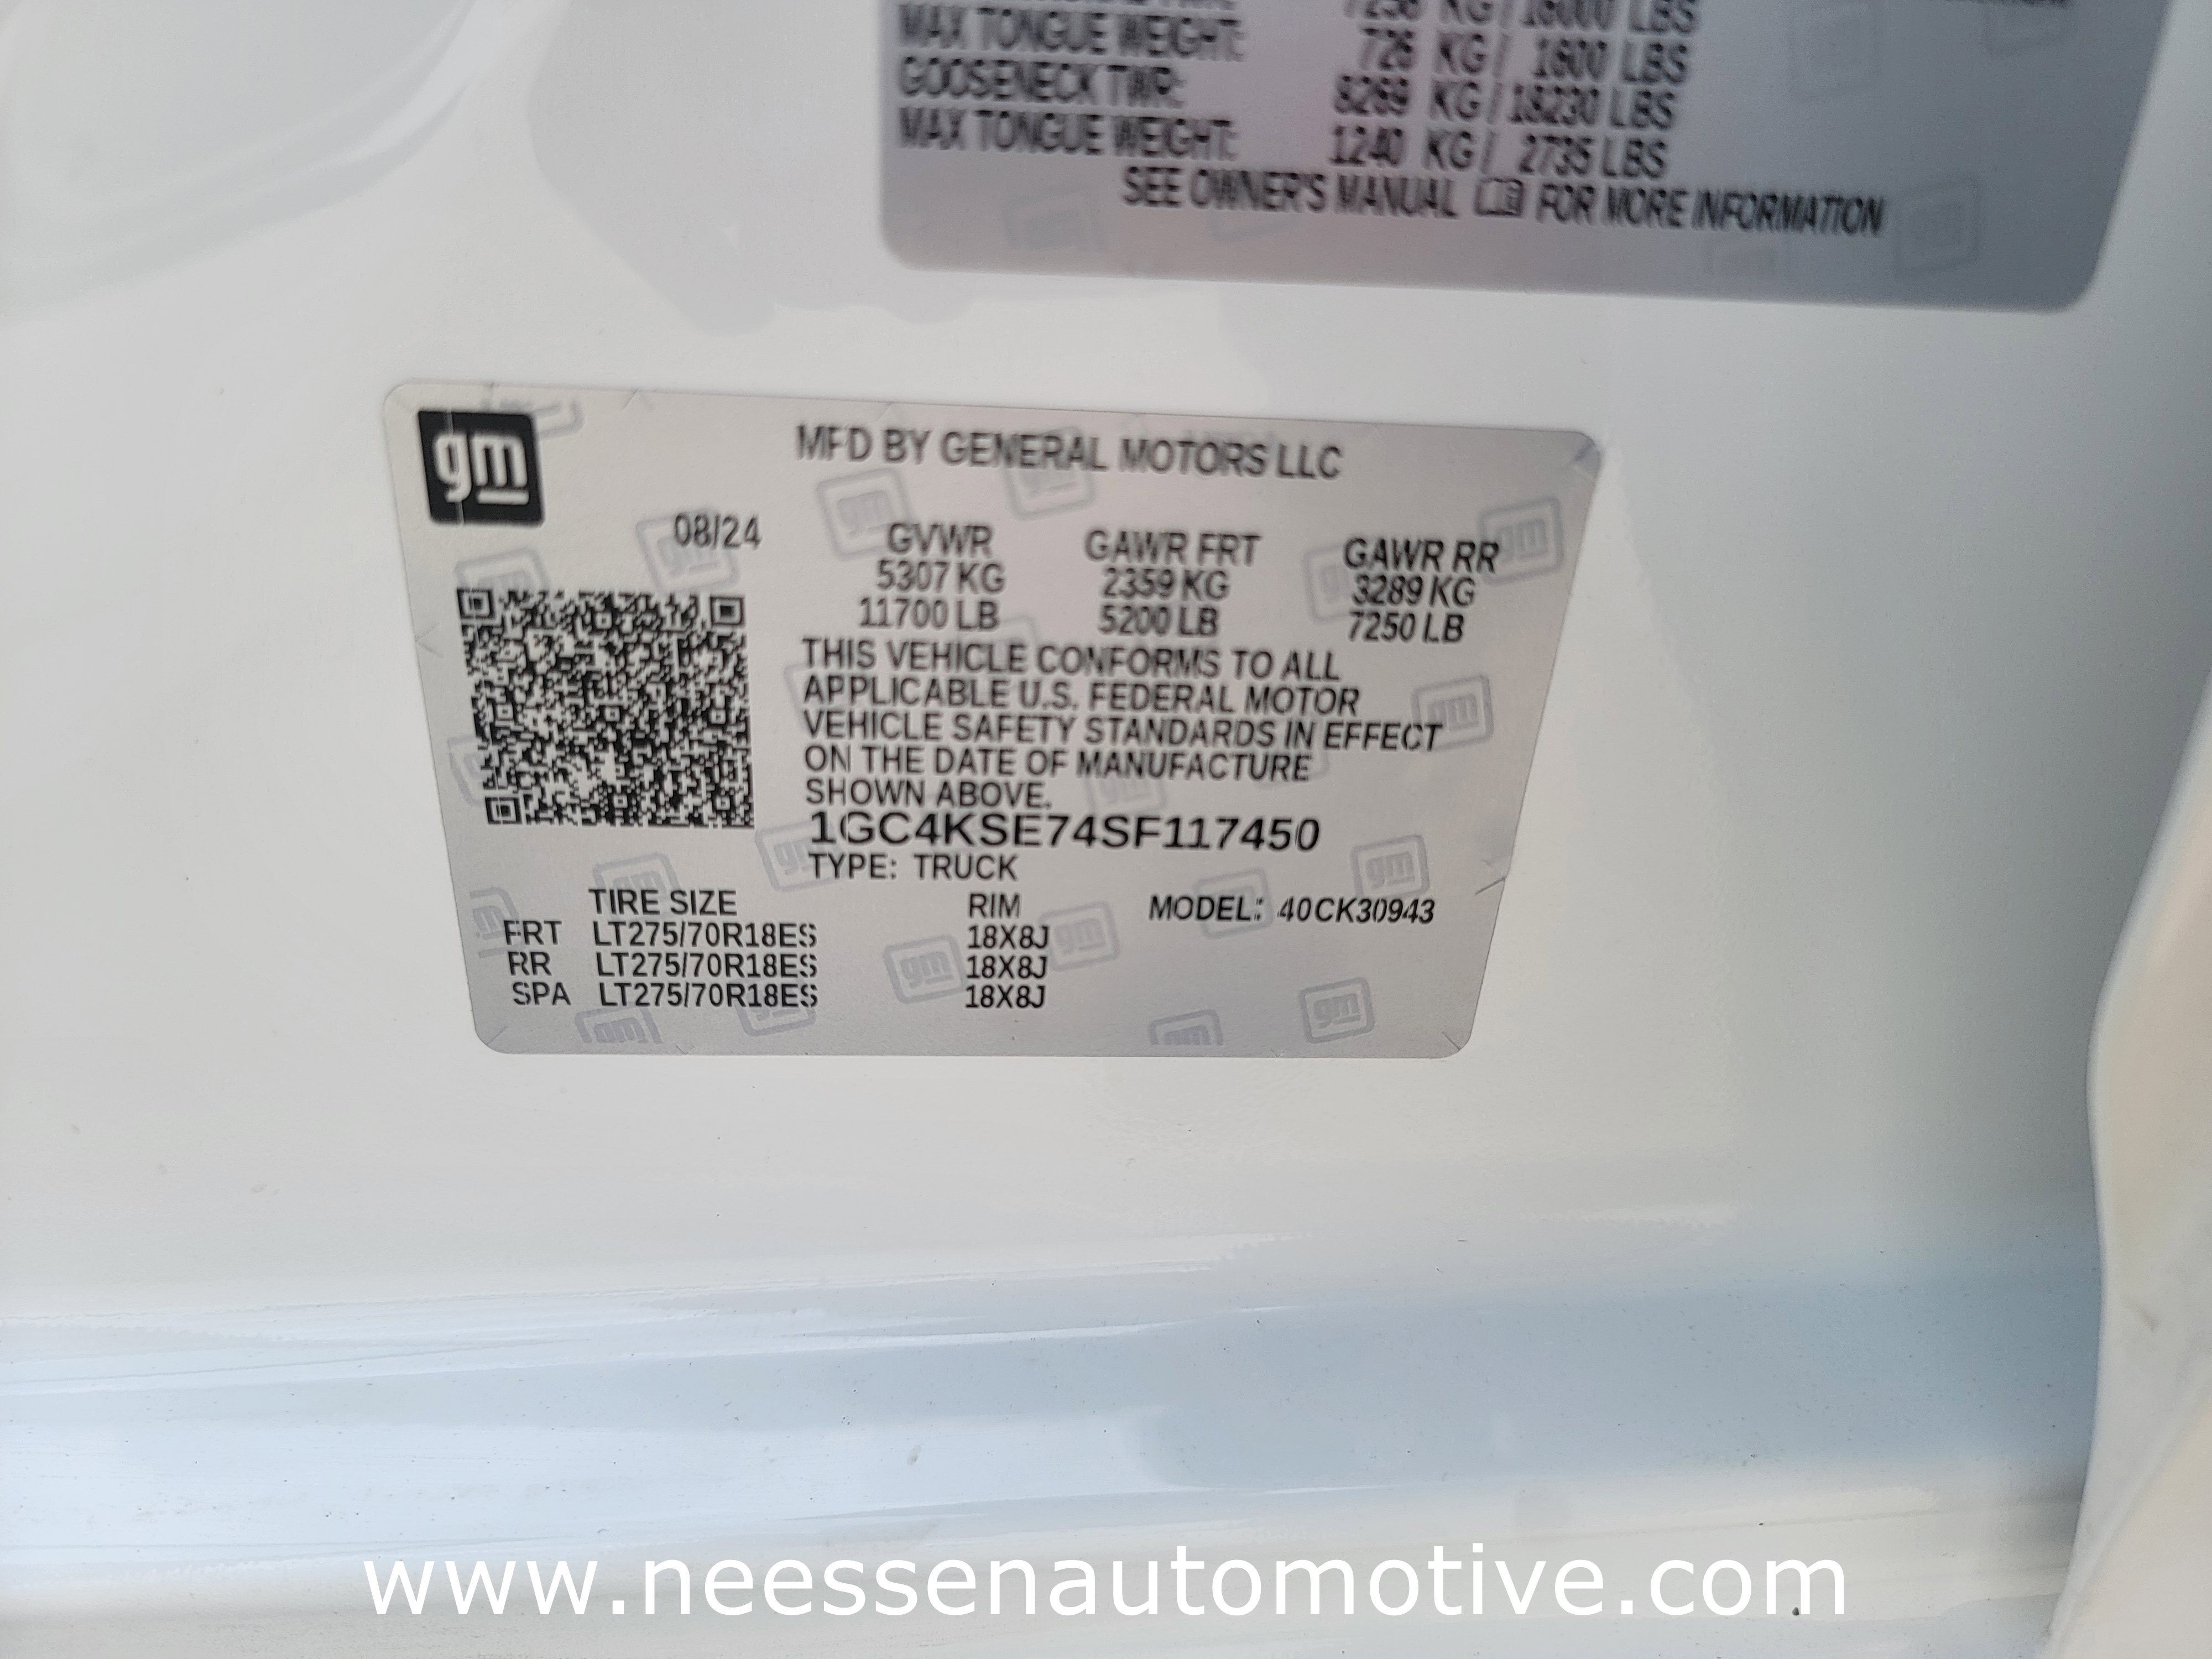 7258 KG / 16000 LBS
MAX TONGUE WEIGHT: 726 KG / 1600 LBS
GOOSENECK TWR: 8269 KG / 18230 LBS
MAX TONGUE WEIGHT: 1240 KG / 2735 LBS
SEE OWNER'S MANUAL FOR MORE INFORMATION
gm
MFD BY GENERAL MOTORS LLC
08/24 GVWR GAWR FRT GAWR RR
5307 KG 2359 KG 3289 KG
11700 LB 5200 LB 7250 LB
THIS VEHICLE CONFORMS TO ALL
APPLICABLE U.S. FEDERAL MOTOR
VEHICLE SAFETY STANDARDS IN EFFECT
ON THE DATE OF MANUFACTURE
SHOWN ABOVE.
1GC4KSE74SF117450
TYPE: TRUCK
TIRE SIZE RIM MODEL: 40CK30943
FRT LT275/70R18ES 18X8J
RR LT275/70R18ES 18X8J
SPA LT275/70R18ES 18X8J
www.neessenautomotive.com